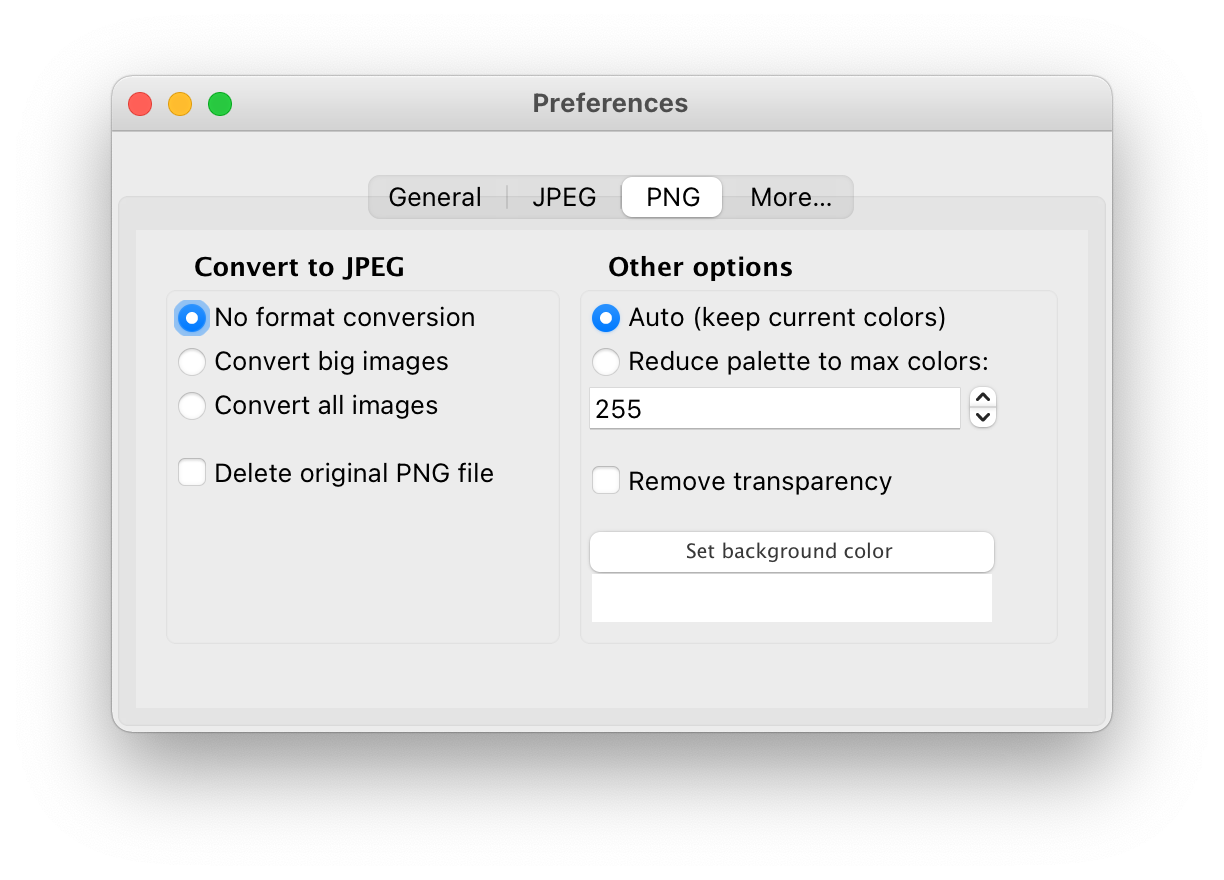 Preferences
General
JPEG
PNG
More...
Convert to JPEG
No format conversion
Convert big images
Convert all images
Delete original PNG file
Other options
Auto (keep current colors)
Reduce palette to max colors:
255
Remove transparency
Set background color